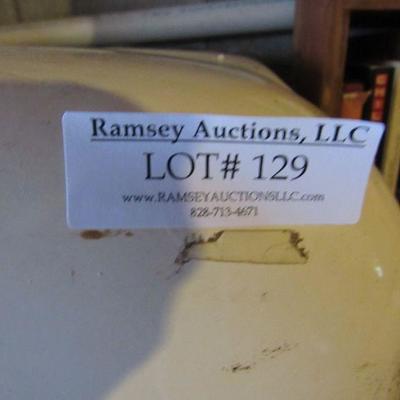 Ramsey Auctions, LLC
LOT# 129
www.RAMSEYAUCTIONSLLC.com
828-713-4671